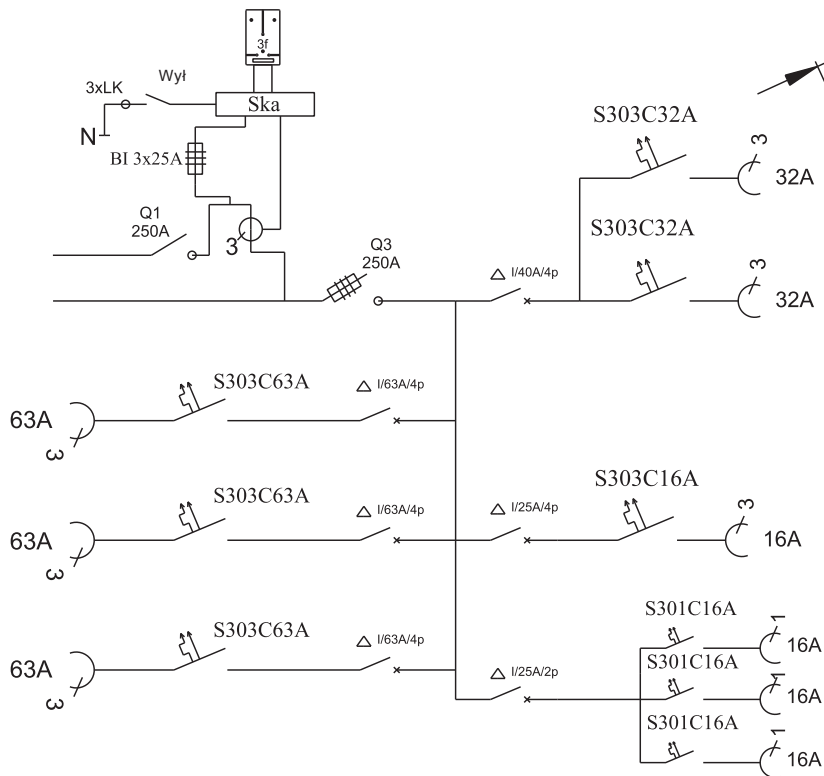 3f
3xLK
Wył
Ska
N
BI 3x25A
Q1
250A
3
Q3
250A
I/40A/4p
S303C32A
3
32A
S303C32A
3
32A
63A
3
S303C63A
I/63A/4p
63A
3
S303C63A
I/63A/4p
I/25A/4p
S303C16A
3
16A
63A
3
S303C63A
I/63A/4p
I/25A/2p
S301C16A
1
16A
S301C16A
1
16A
S301C16A
1
16A